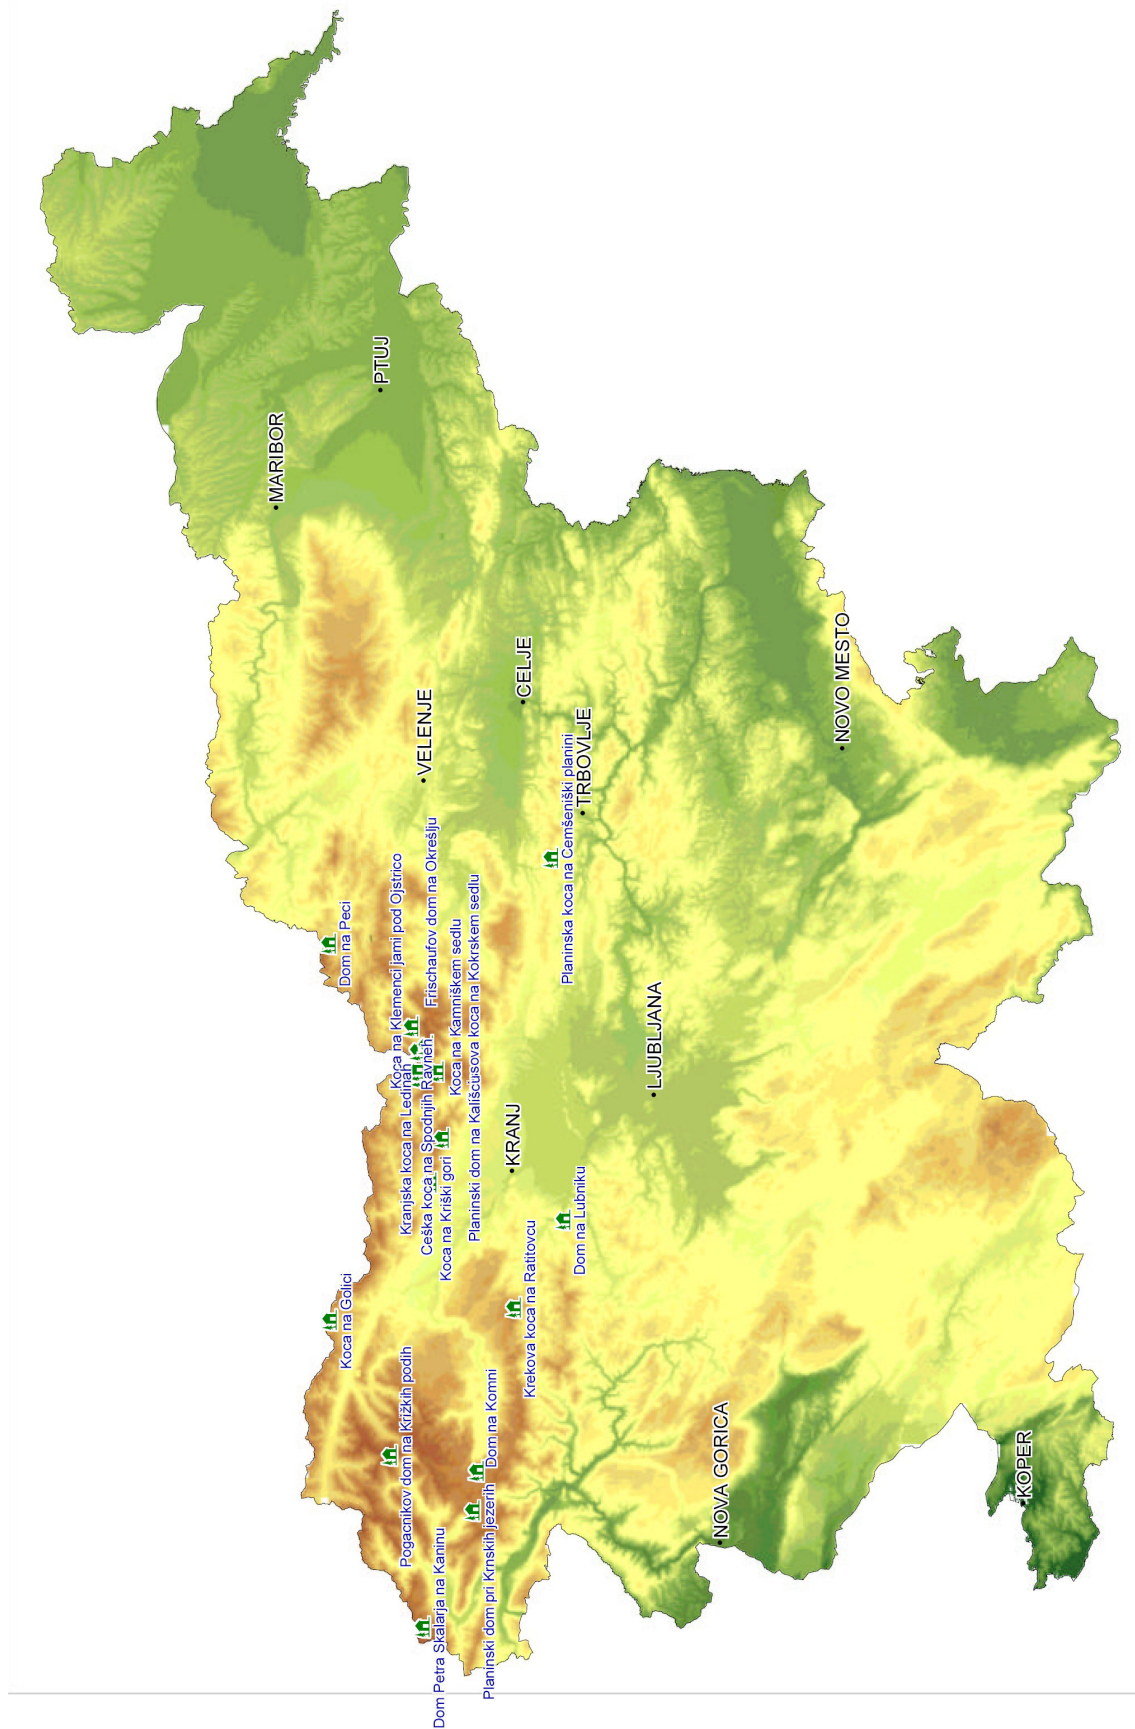 MARIBOR
PTUJ
Dom na Peci
VELENJE
Koca na Klemenci jami pod Ojstrico
Frischaufov dom na Okrešlju
Kranjska koca na Ledinah
Ceška koca na Spodnjih Ravneh
Koca na Kamniškem sedlu
CELJE
Koca na Golici
Koca na Kriški gori
Planinski dom na Kališcu
sova koca na Kokrskem sedlu
TRBOVLJE
Planinska koca na Cemšeniški planini
KRANJ
Pogacnikov dom na Križkih podih
Krekova koca na Ratitovcu
Dom na Lubniku
Dom Petra Skalarja na Kaninu
Planinski dom pri Krnskih jezerih
Dom na Komni
LJUBLJANA
NOVO MESTO
NOVA GORICA
KOPER